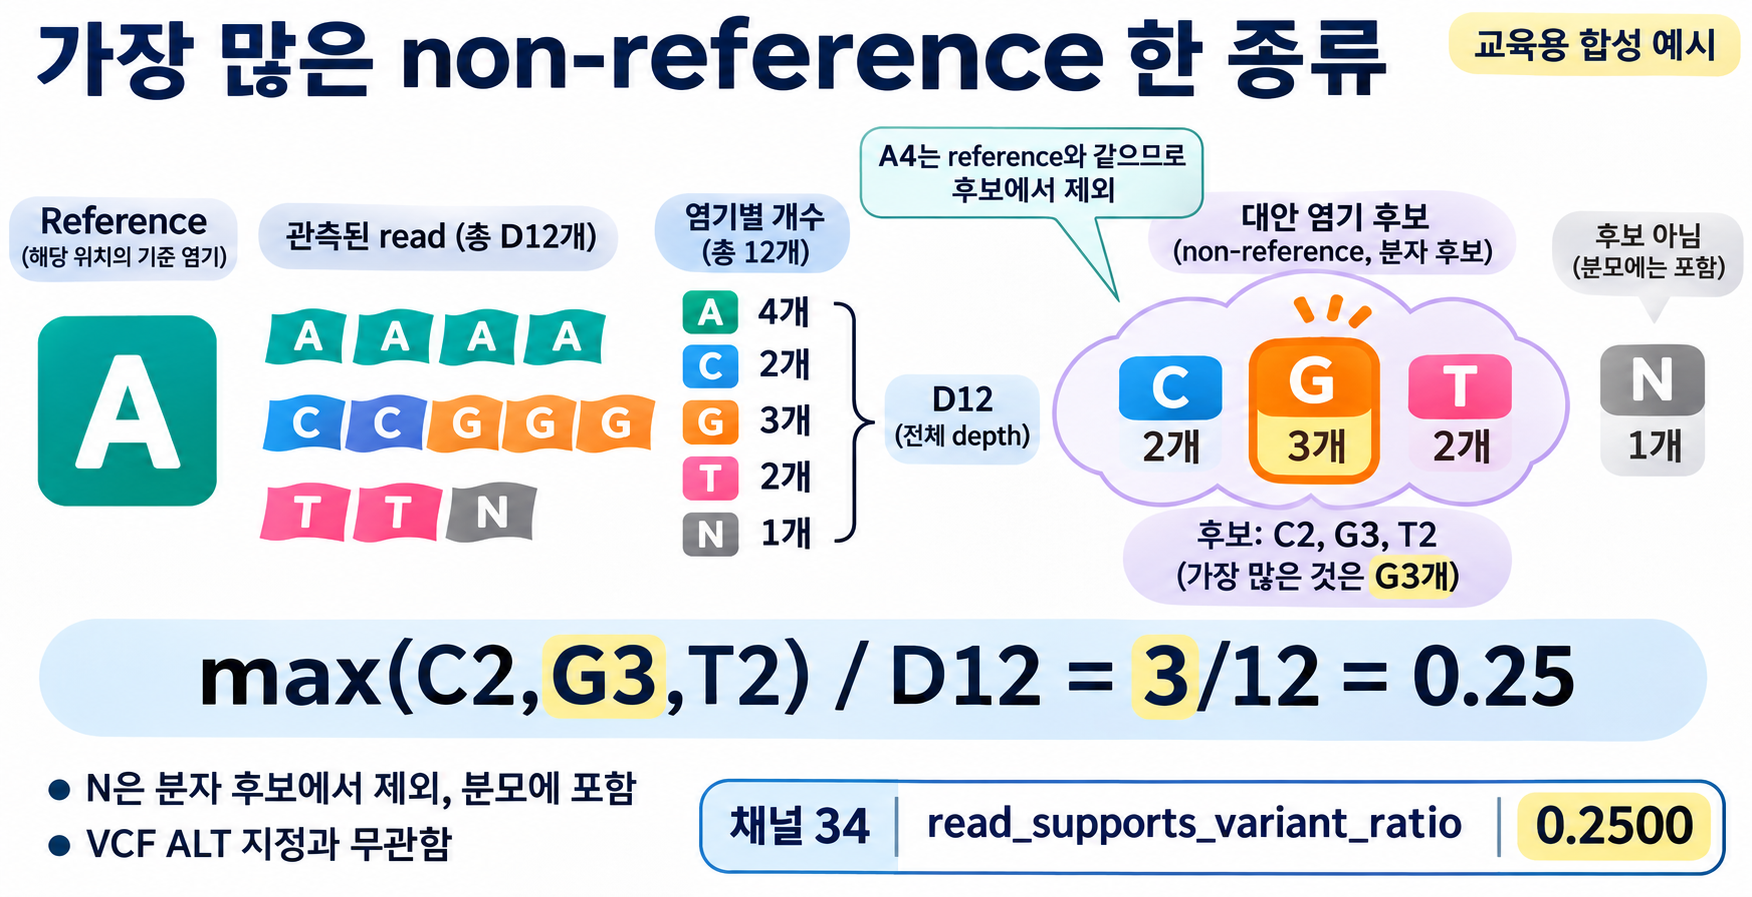 가장 많은 non-reference 한 종류
교육용 합성 예시
A4는 reference와 같으므로
후보에서 제외
Reference
(해당 위치의 기준 염기)
A
관측된 read (총 D12개)
A A A A
C C G G G
T T N
염기별 개수
(총 12개)
A 4개
C 2개
G 3개
T 2개
N 1개
D12
(전체 depth)
대안 염기 후보
(non-reference, 분자 후보)
C G T
2개 3개 2개
후보: C2, G3, T2
(가장 많은 것은 G3개)
후보 아님
(분모에는 포함)
N
1개
max(C2,G3,T2) / D12 = 3/12 = 0.25
● N은 분자 후보에서 제외, 분모에 포함
● VCF ALT 지정과 무관함
채널 34 | read_supports_variant_ratio | 0.2500